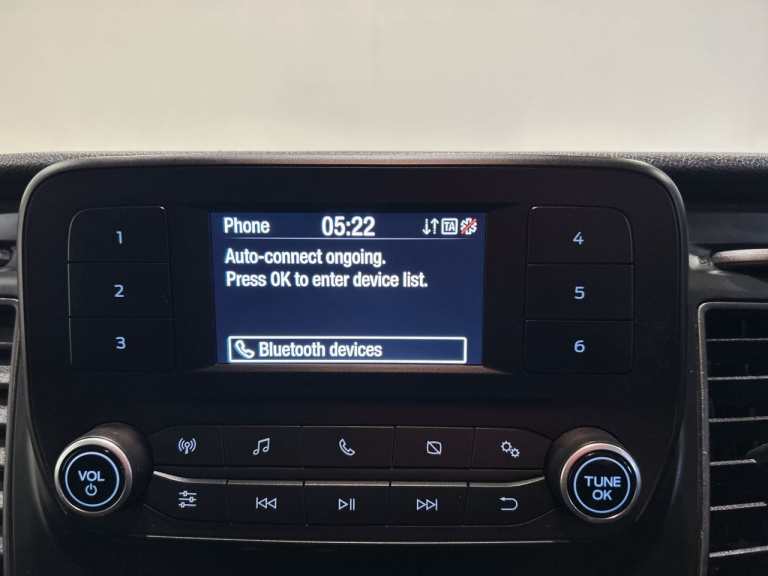 Phone 05:22 TA
Auto-connect ongoing.
Press OK to enter device list.
Bluetooth devices
1
2
3
4
5
6
VOL
TUNE
OK